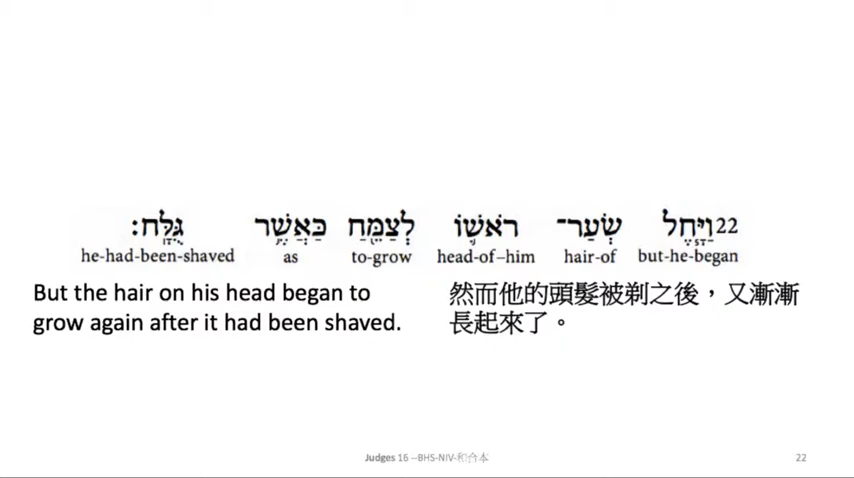 22 וַיָּ֧חֶל שְׂעַר־ רֹאשׁ֛וֹ לְצַמֵּ֖חַ כַּאֲשֶׁ֥ר גֻּלָּֽח׃
he-had-been-shaved as to-grow head-of–him hair-of but-he-began
But the hair on his head began to
grow again after it had been shaved.
然而他的頭髮被剃之後，又漸漸
長起來了。
Judges 16 --BHS-NIV-和合本
22